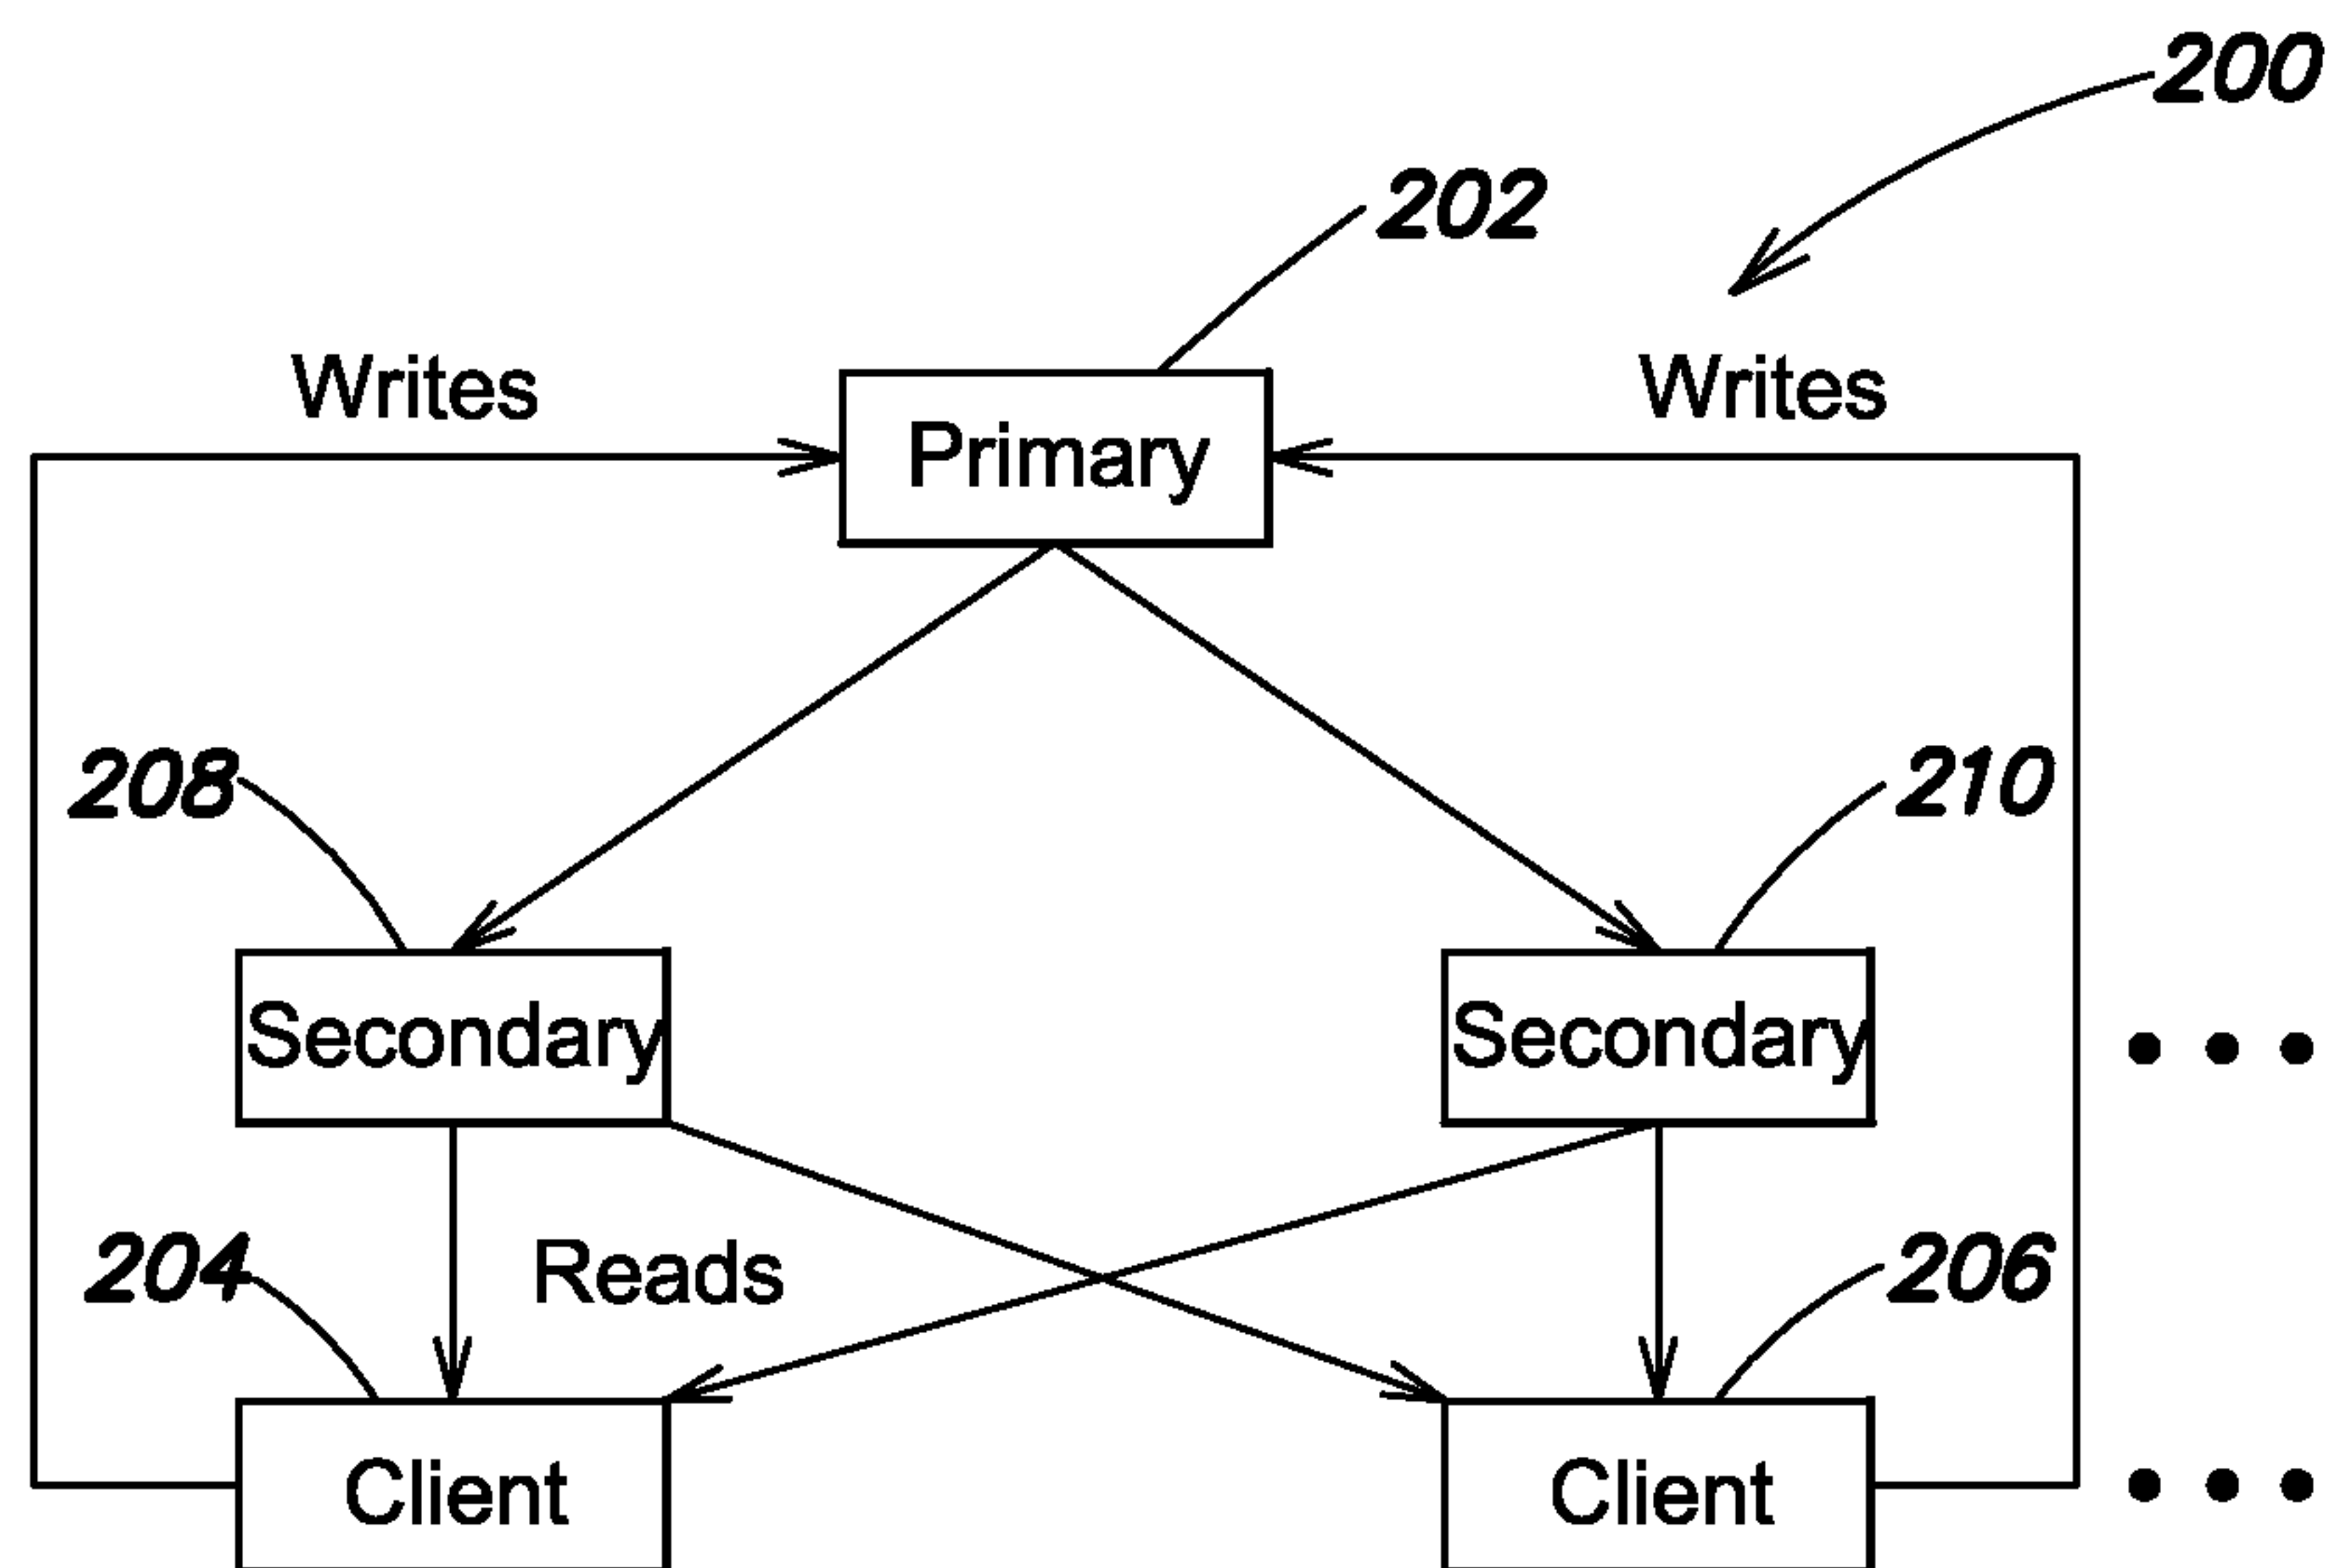 200
202
Writes
Writes
Primary
208
210
Secondary
Secondary
204
Reads
206
Client
Client